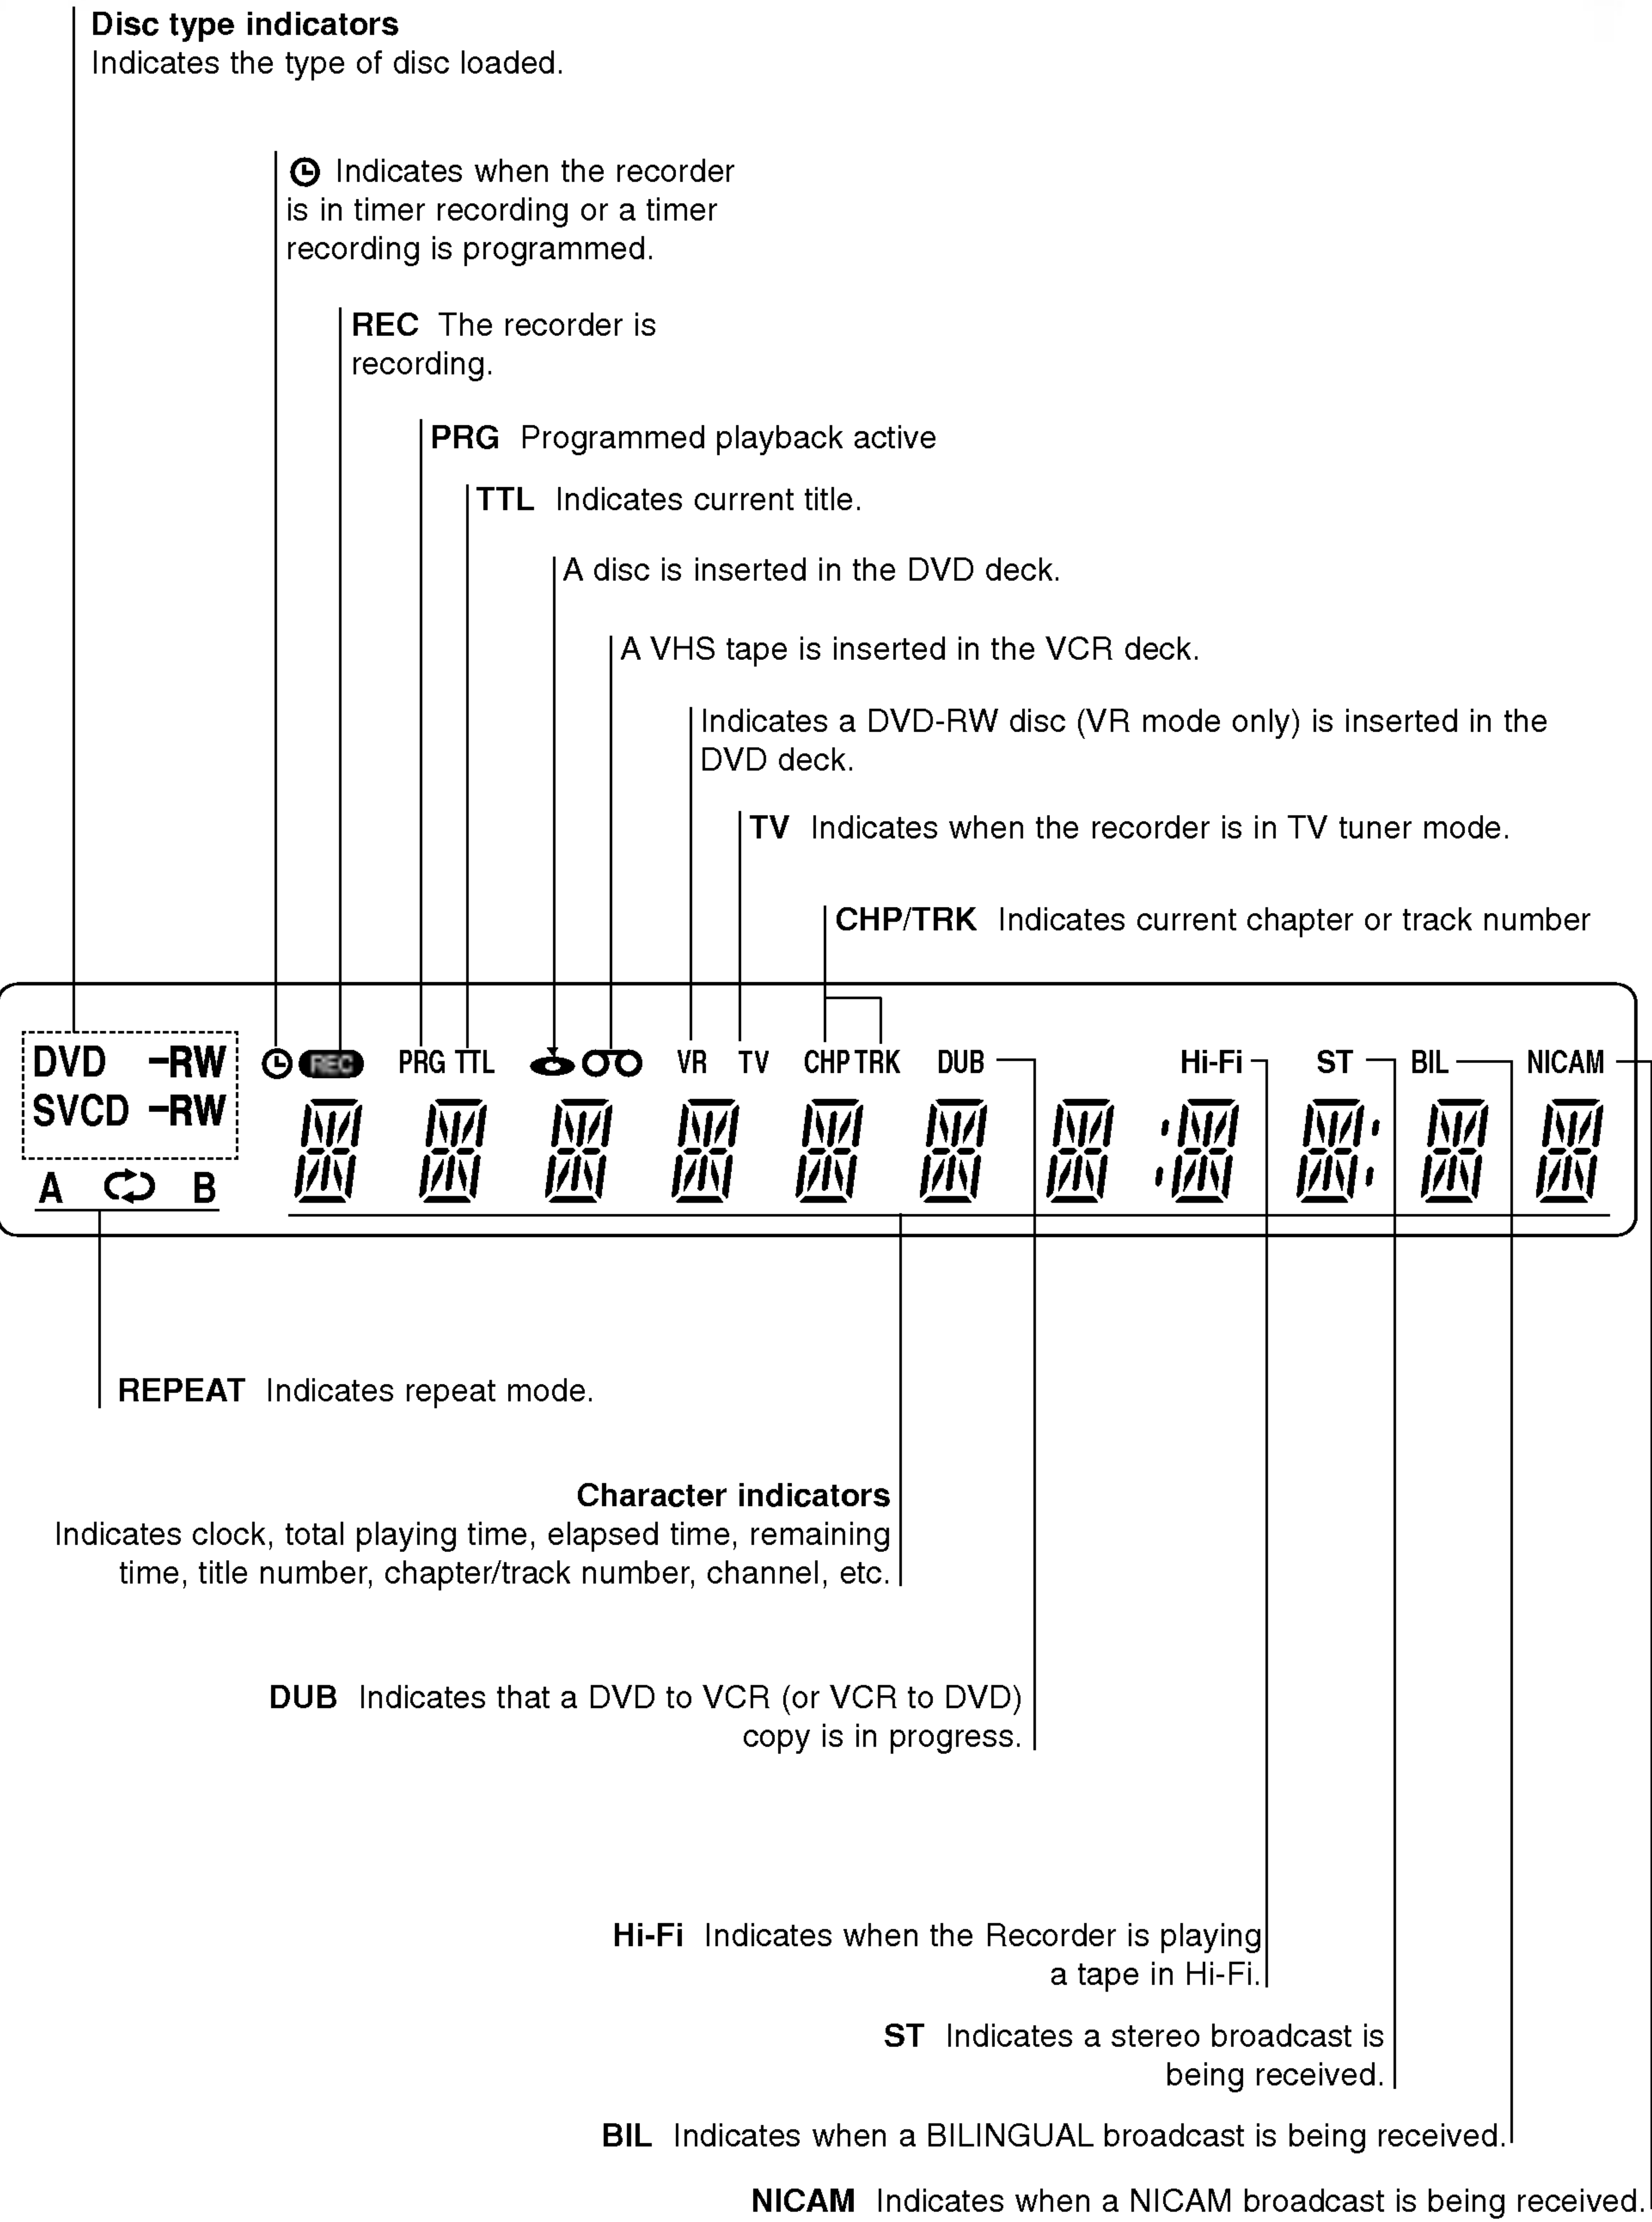 Disc type indicators
Indicates the type of disc loaded.
Indicates when the recorder
is in timer recording or a timer
recording is programmed.
REC The recorder is
recording.
PRG Programmed playback active
TTL Indicates current title.
A disc is inserted in the DVD deck.
A VHS tape is inserted in the VCR deck.
Indicates a DVD-RW disc (VR mode only) is inserted in the
DVD deck.
TV Indicates when the recorder is in TV tuner mode.
CHP/TRK Indicates current chapter or track number
DVD -RW REC PRG TTL VR TV CHP TRK DUB Hi-Fi ST BIL NICAM
SVCD -RW
A B
REPEAT Indicates repeat mode.
Character indicators
Indicates clock, total playing time, elapsed time, remaining
time, title number, chapter/track number, channel, etc.
DUB Indicates that a DVD to VCR (or VCR to DVD)
copy is in progress.
Hi-Fi Indicates when the Recorder is playing
a tape in Hi-Fi.
ST Indicates a stereo broadcast is
being received.
BIL Indicates when a BILINGUAL broadcast is being received.
NICAM Indicates when a NICAM broadcast is being received.